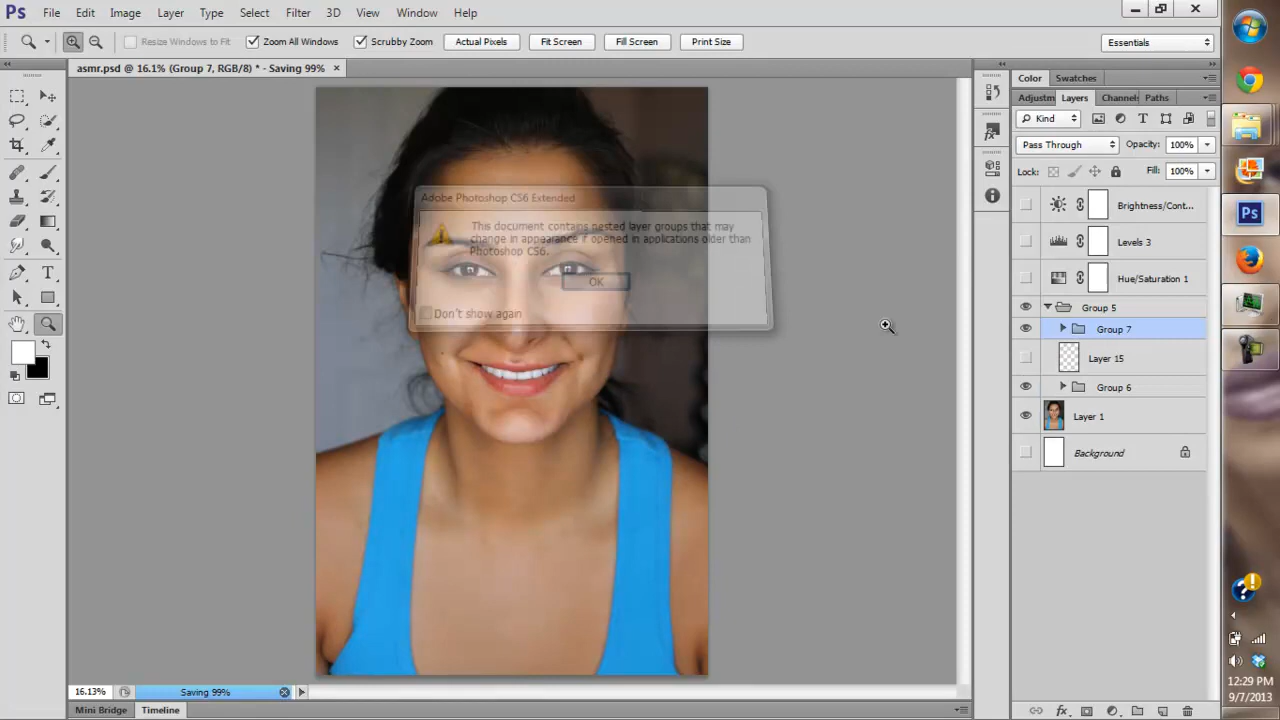 Ps File Edit Image Layer Type Select Filter 3D View Window Help
Resize Windows to Fit Zoom All Windows Scrubby Zoom Actual Pixels Fit Screen Fill Screen Print Size Essentials
asmr.psd @ 16.1% (Group 7, RGB/8) * - Saving 99% ×
Color Swatches
Adjustm Layers Channels Paths
Kind
Pass Through Opacity: 100%
Lock: Fill: 100%
Brightness/Cont...
Levels 3
Hue/Saturation 1
Group 5
Group 7
Layer 15
Group 6
Layer 1
Background
Adobe Photoshop CS6 Extended
This document contains nested layer groups that may
change in appearance if opened in applications older than
Photoshop CS6.
OK
Don't show again
16.13% Saving 99%
Mini Bridge Timeline
Ps
12:29 PM
9/7/2013